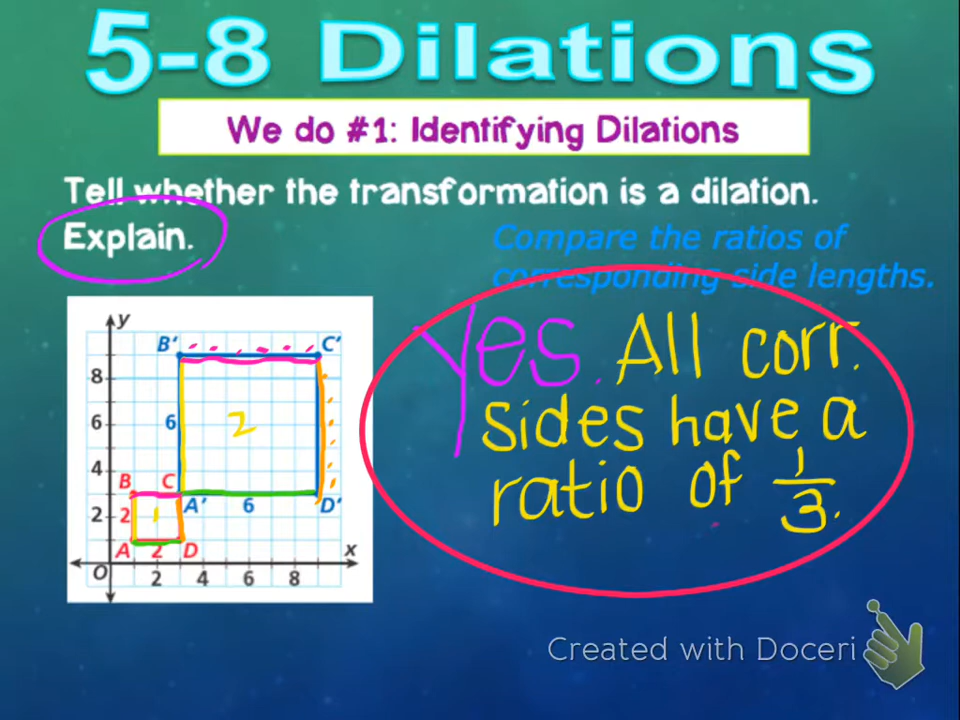 5-8 Dilations
We do #1: Identifying Dilations
Tell whether the transformation is a dilation.
Explain.
Compare the ratios of
corresponding side lengths.
y
B' C'
8
6 6 2
4
B C A' 6 D'
2 2 1
A 2 D x
O 2 4 6 8
Yes. All corr.
sides have a
ratio of 1/3.
Created with Doceri